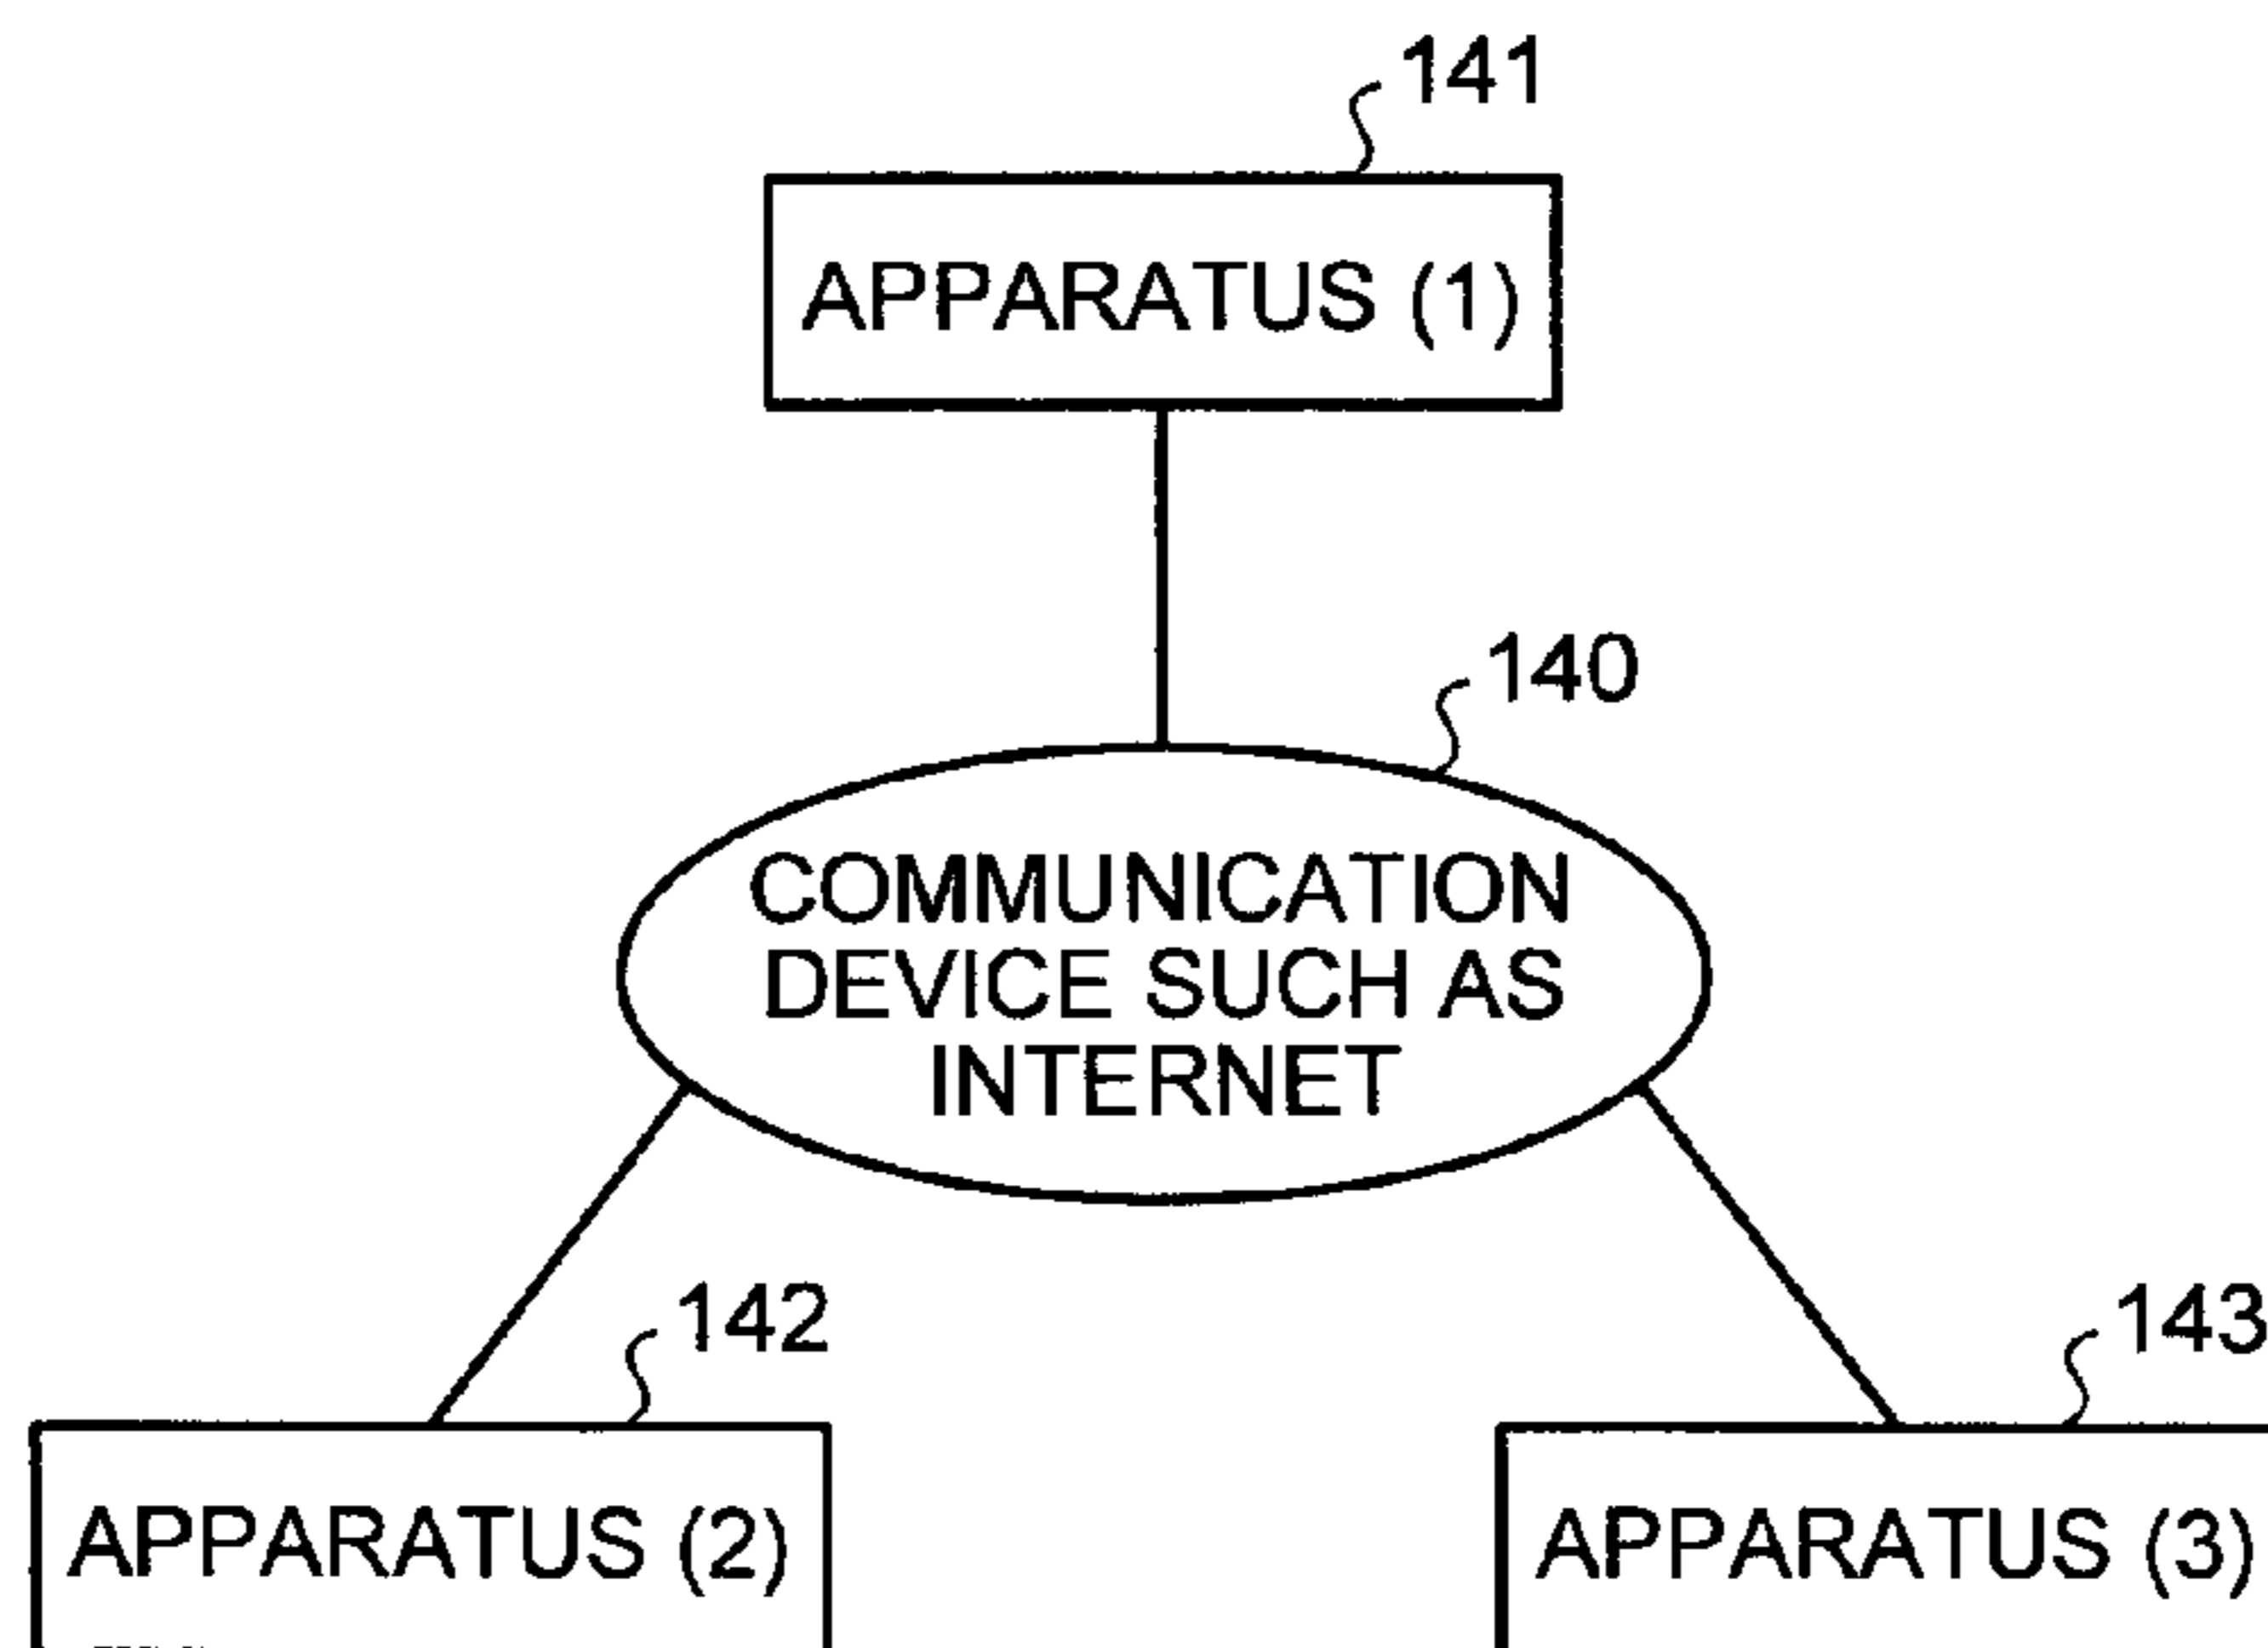 141
APPARATUS (1)
140
COMMUNICATION
DEVICE SUCH AS
INTERNET
142
143
APPARATUS (2)
APPARATUS (3)